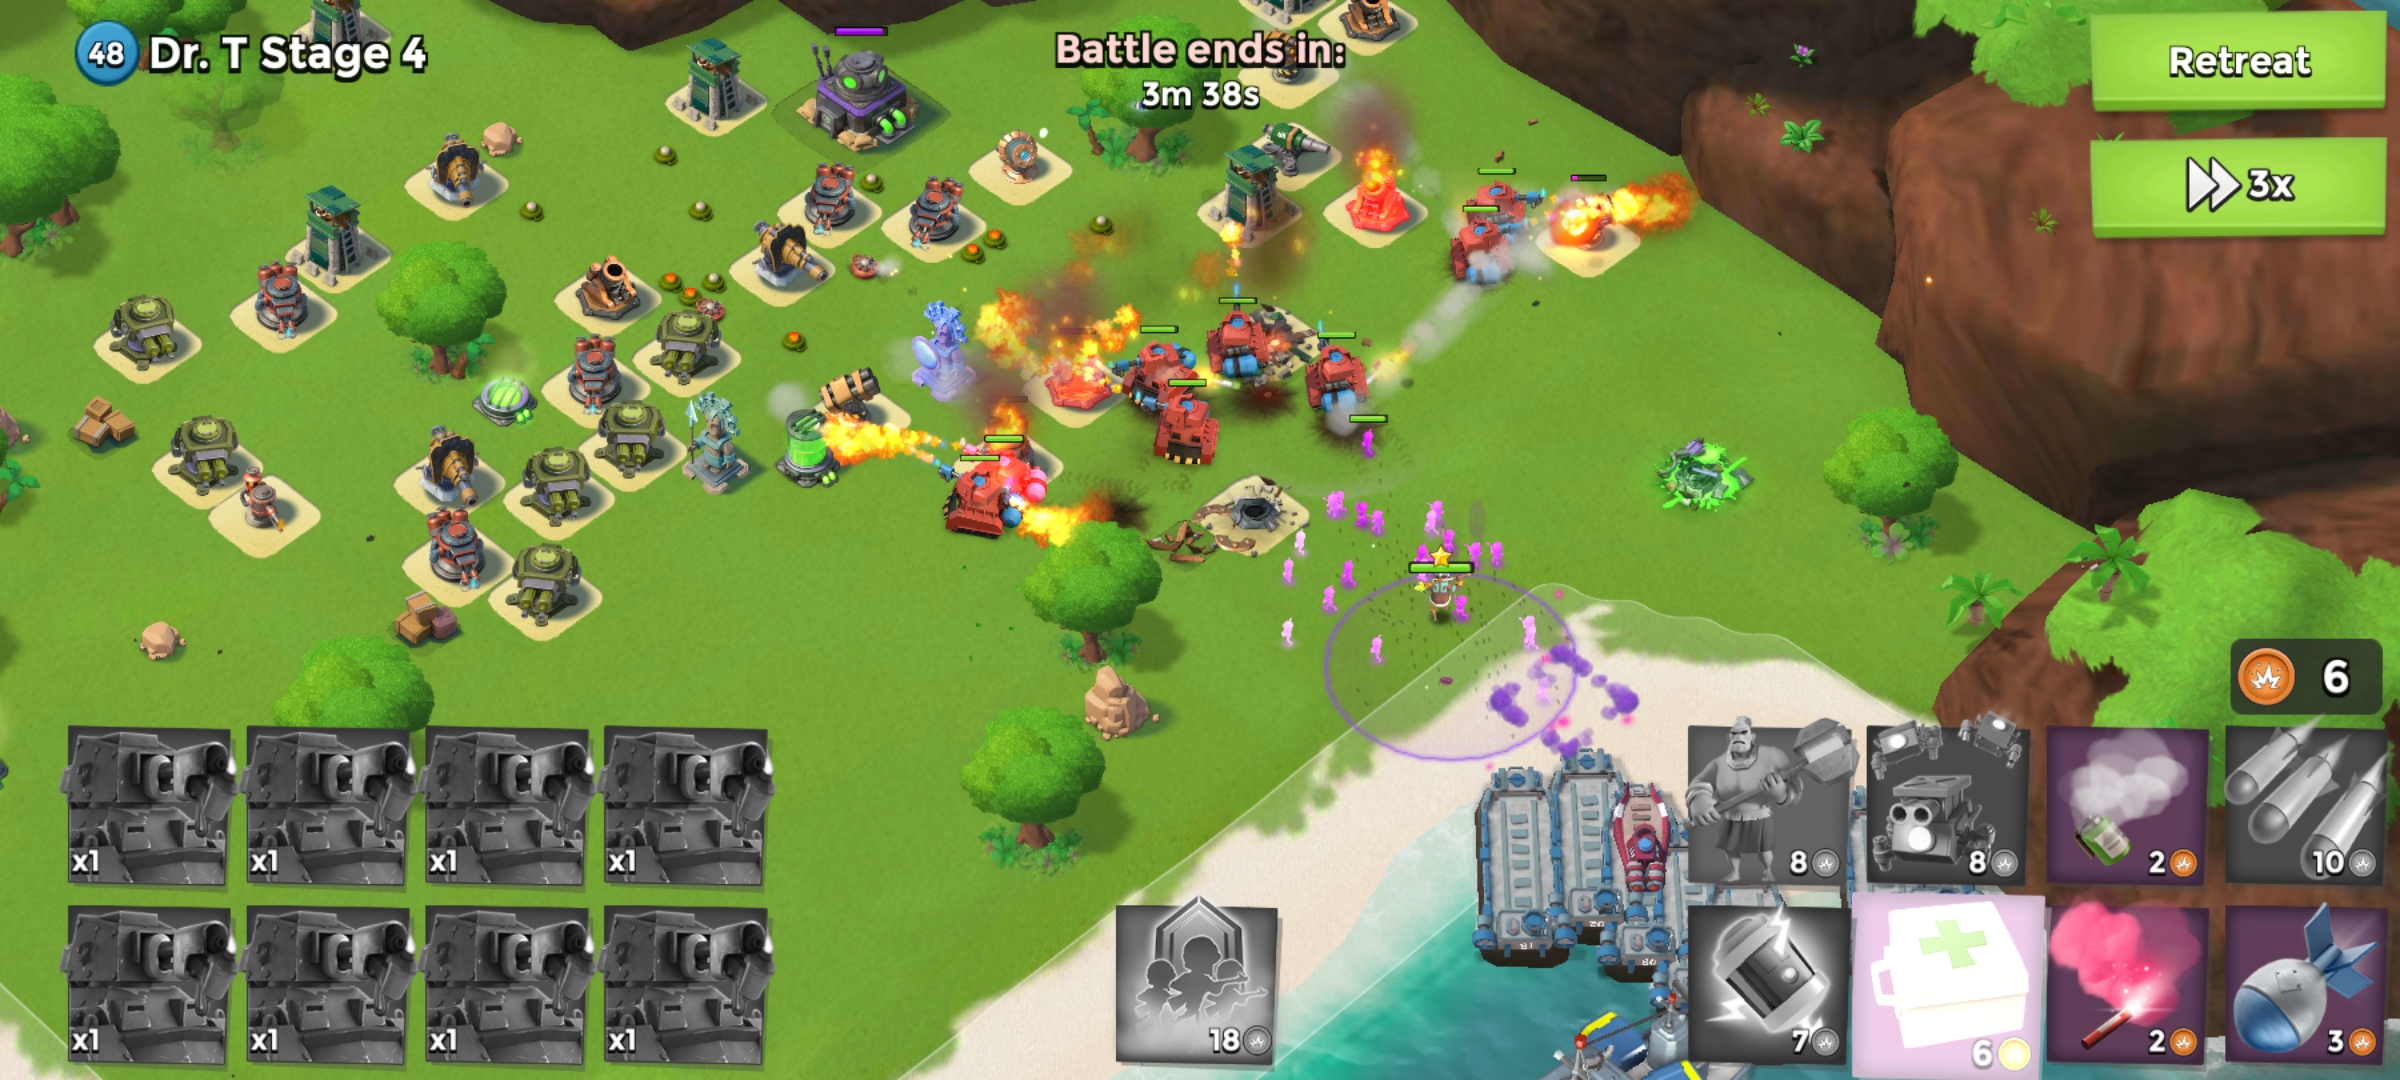 48 Dr. T Stage 4
Battle ends in:
3m 38s
Retreat
3x
6
x1 x1 x1 x1
8 8 2 10
x1 x1 x1 x1
18
7 6 2 3